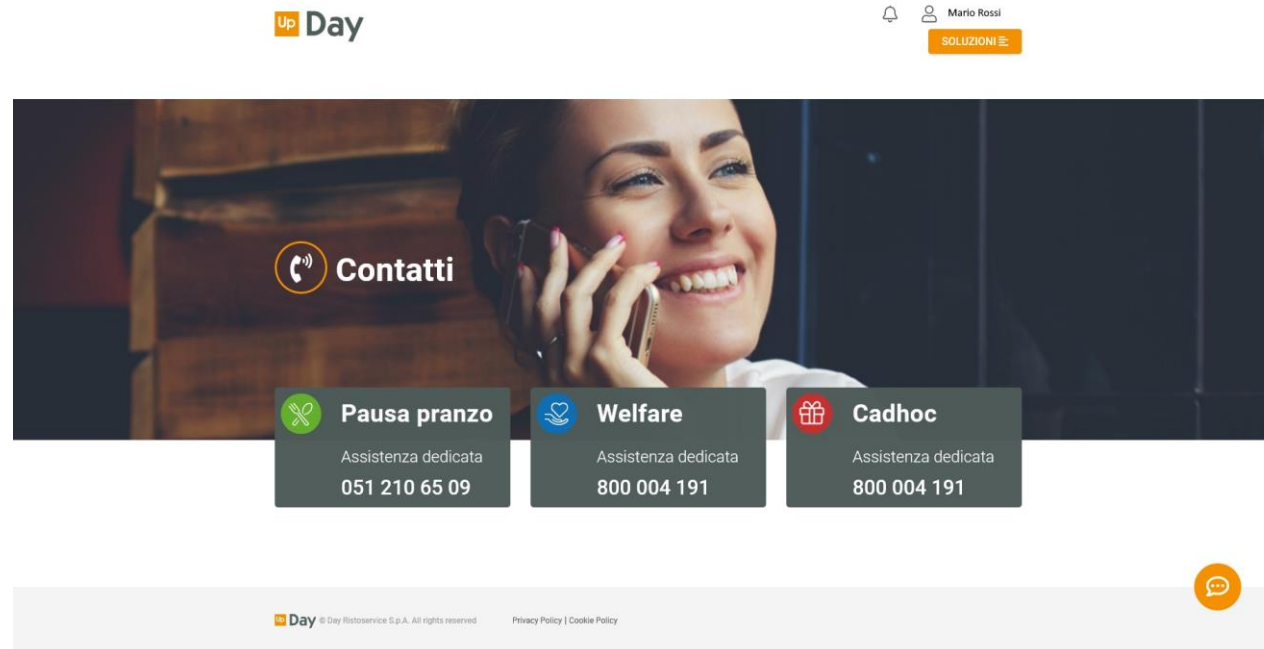 Up Day
Mario Rossi
SOLUZIONI
Contatti
Pausa pranzo
Assistenza dedicata
051 210 65 09
Welfare
Assistenza dedicata
800 004 191
Cadhoc
Assistenza dedicata
800 004 191
Up Day © Day Ristoservice S.p.A. All rights reserved Privacy Policy | Cookie Policy